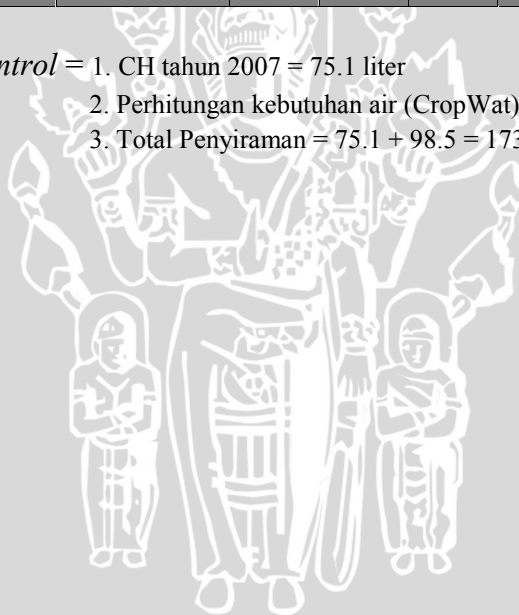 ntrol = 1. CH tahun 2007 = 75.1 liter
2. Perhitungan kebutuhan air (CropWat)
3. Total Penyiraman = 75.1 + 98.5 = 173